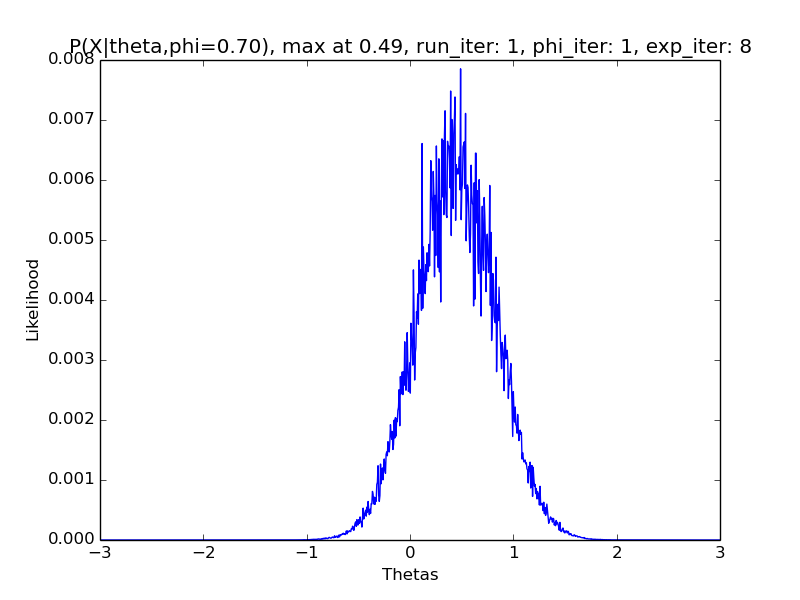 P(X|theta,phi=0.70), max at 0.49, run_iter: 1, phi_iter: 1, exp_iter: 8
0.008
0.007
0.006
0.005
0.004
0.003
0.002
0.001
0.000
Likelihood
−3 −2 −1 0 1 2 3
Thetas